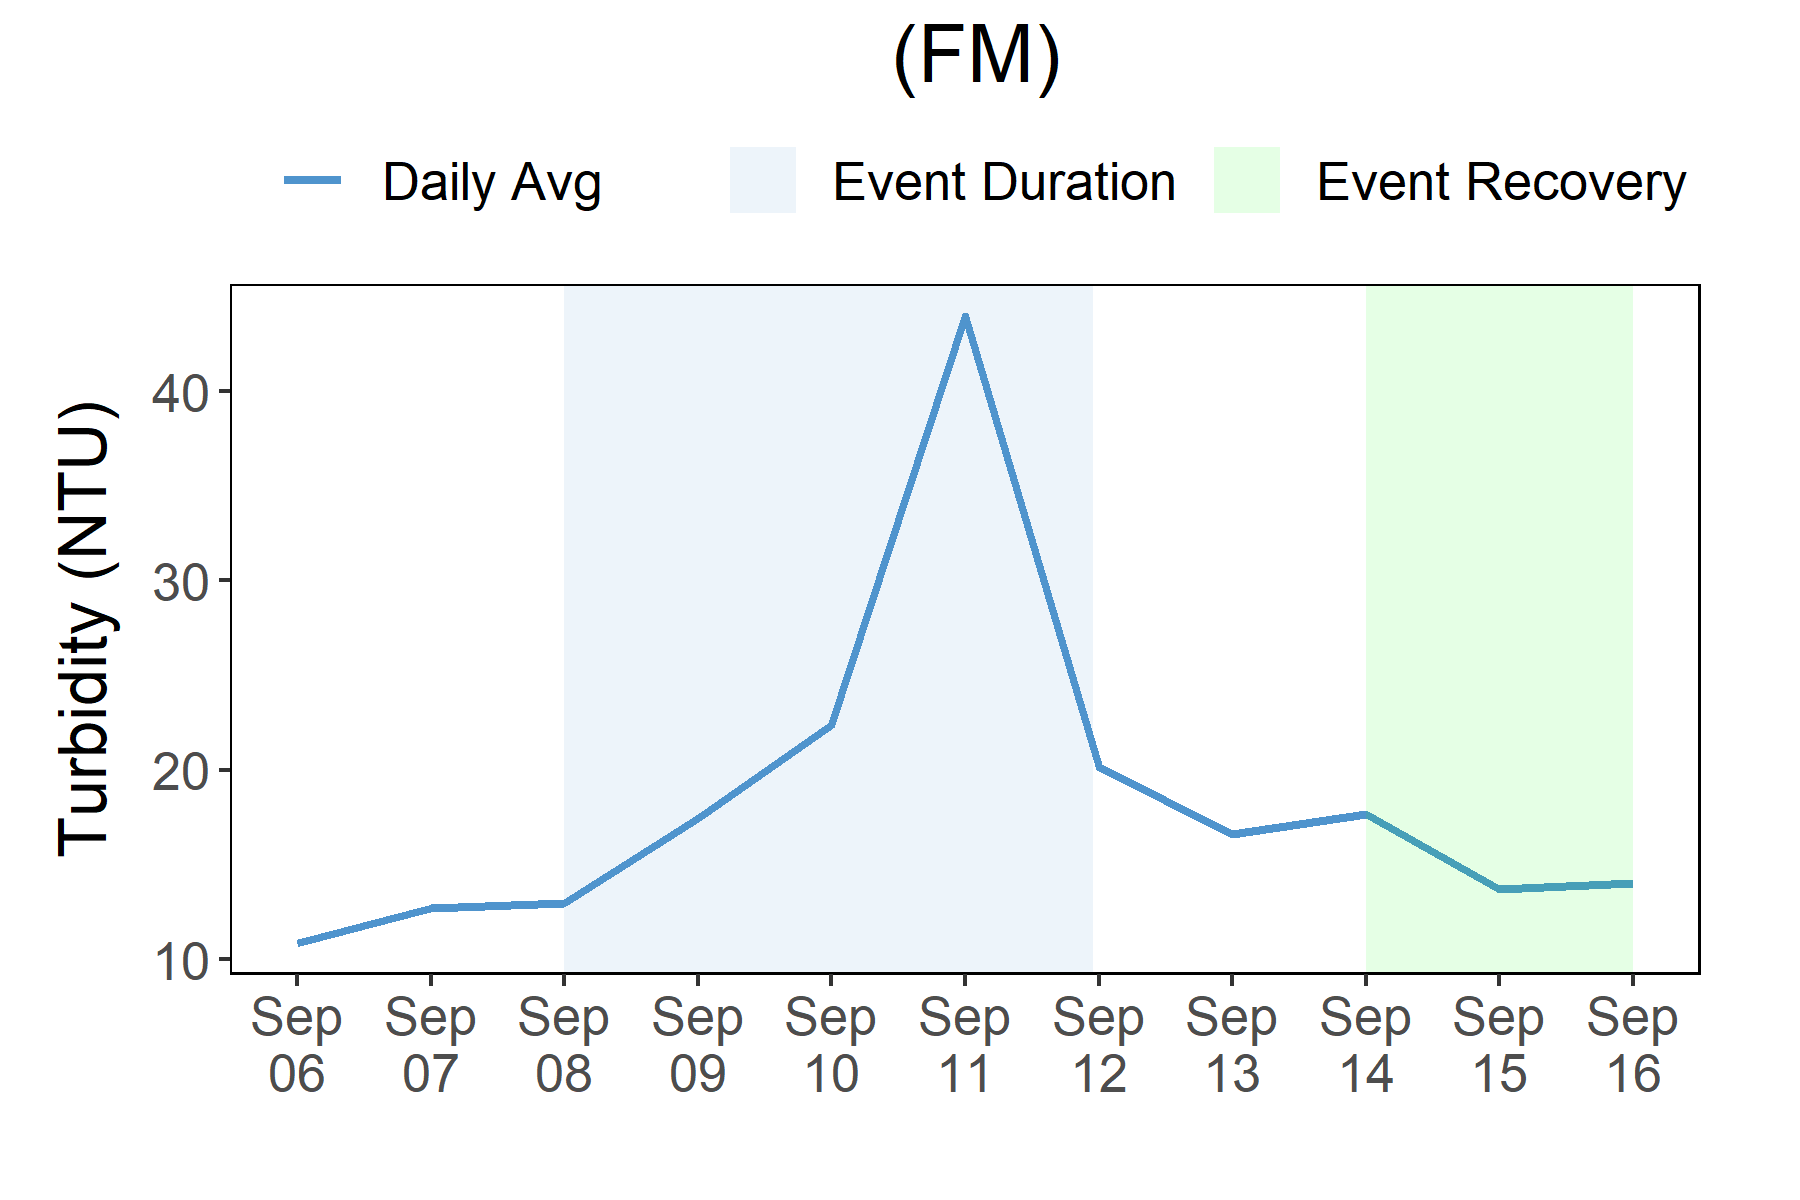 (FM)
Daily Avg Event Duration Event Recovery
Turbidity (NTU)
40
30
20
10
Sep Sep Sep Sep Sep Sep Sep Sep Sep Sep Sep
06 07 08 09 10 11 12 13 14 15 16